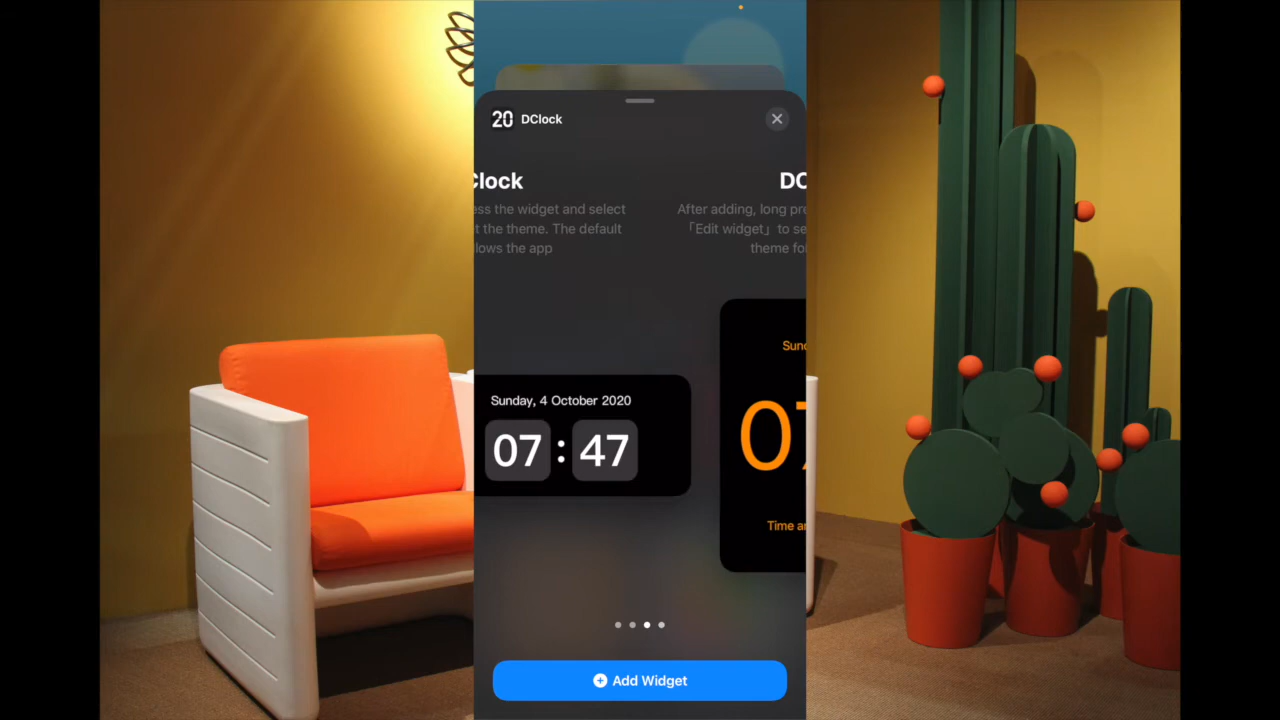 20 DClock
Clock
ess the widget and select
t the theme. The default
lows the app
Sunday, 4 October 2020
07 : 47
DC
After adding, long pre
「Edit widget」 to se
theme fo
Sund
07
Time an
Add Widget